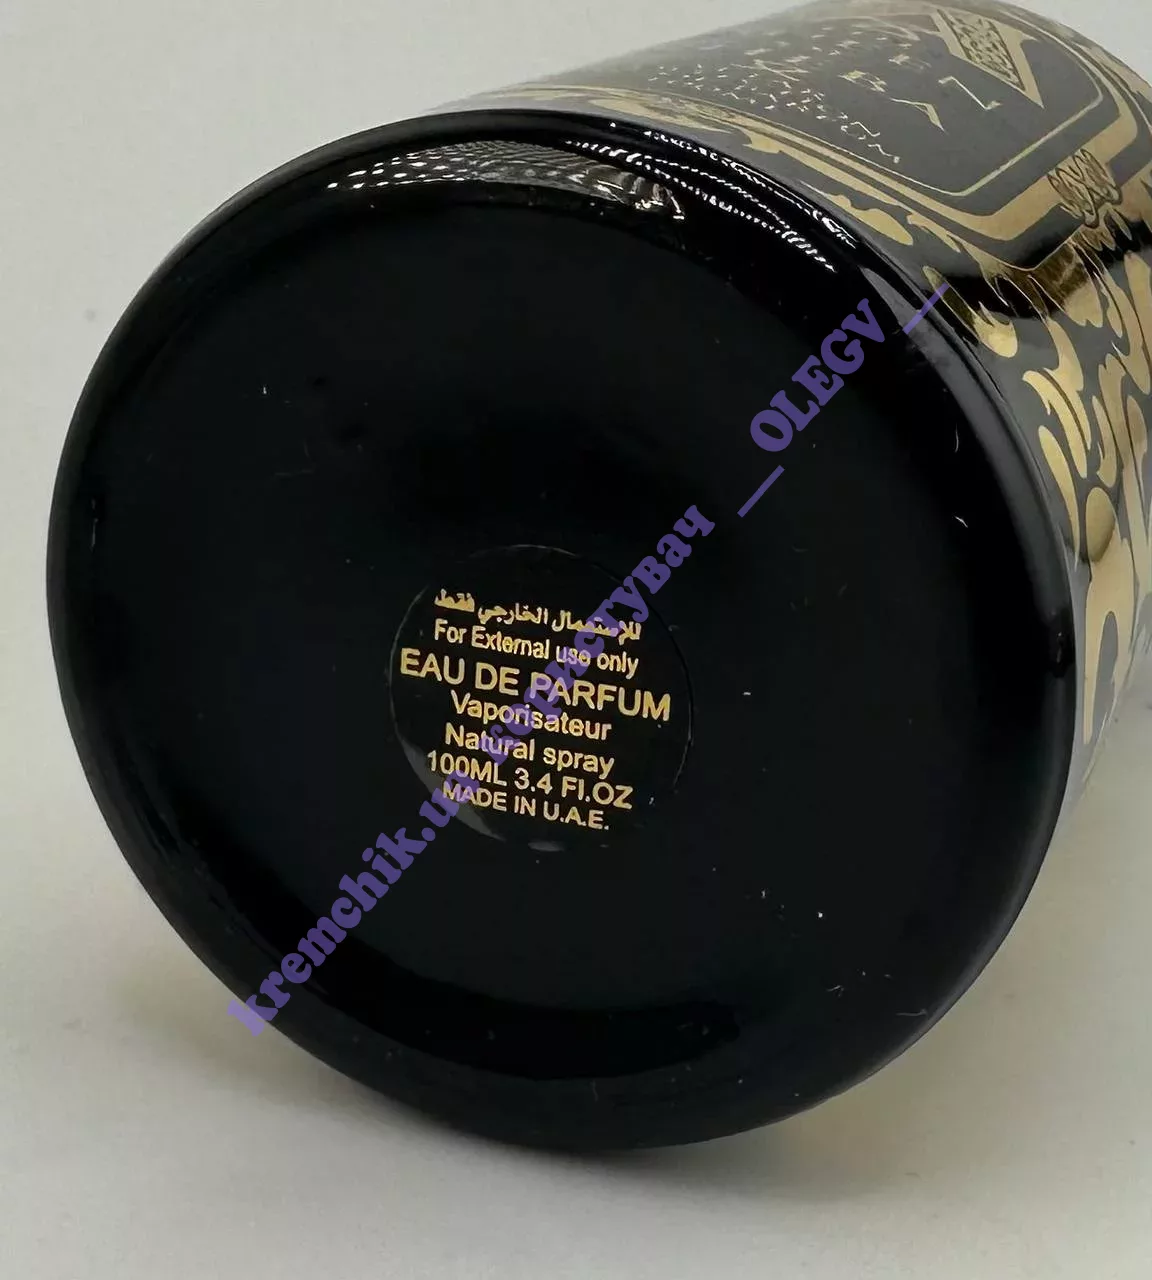 للإستعمال الخارجي فقط
For External use only
EAU DE PARFUM
Vaporisateur
Natural spray
100ML 3.4 Fl.OZ
MADE IN U.A.E.
kremchik.ua користувач __OLEGV__